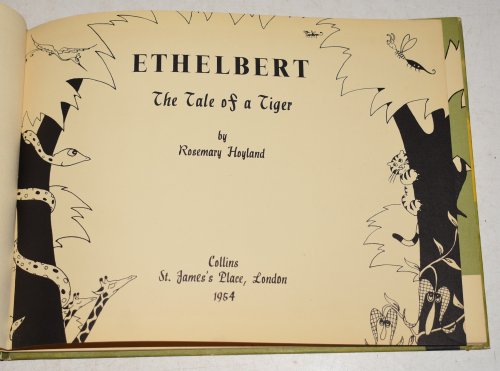 ETHELBERT
The Tale of a Tiger
by
Rosemary Hoyland
Collins
St. James's Place, London
1954